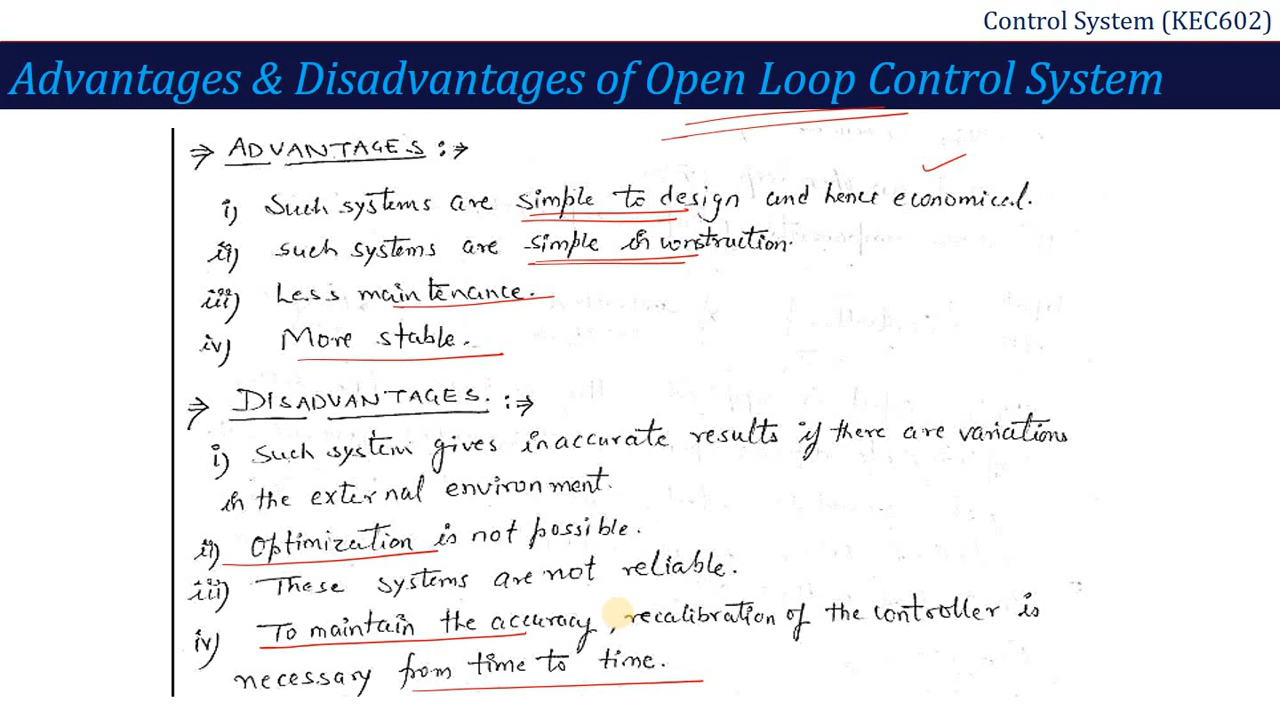 Control System (KEC602)
Advantages & Disadvantages of Open Loop Control System
⇒ ADVANTAGES :→
i) Such systems are simple to design and hence economical.
ii) such systems are simple in construction.
iii) Less maintenance.
iv) More stable.
⇒ DISADVANTAGES. :→
i) Such system gives inaccurate results if there are variations
in the external environment.
ii) Optimization is not possible.
iii) These systems are not reliable.
iv) To maintain the accuracy, recalibration of the controller is
necessary from time to time.